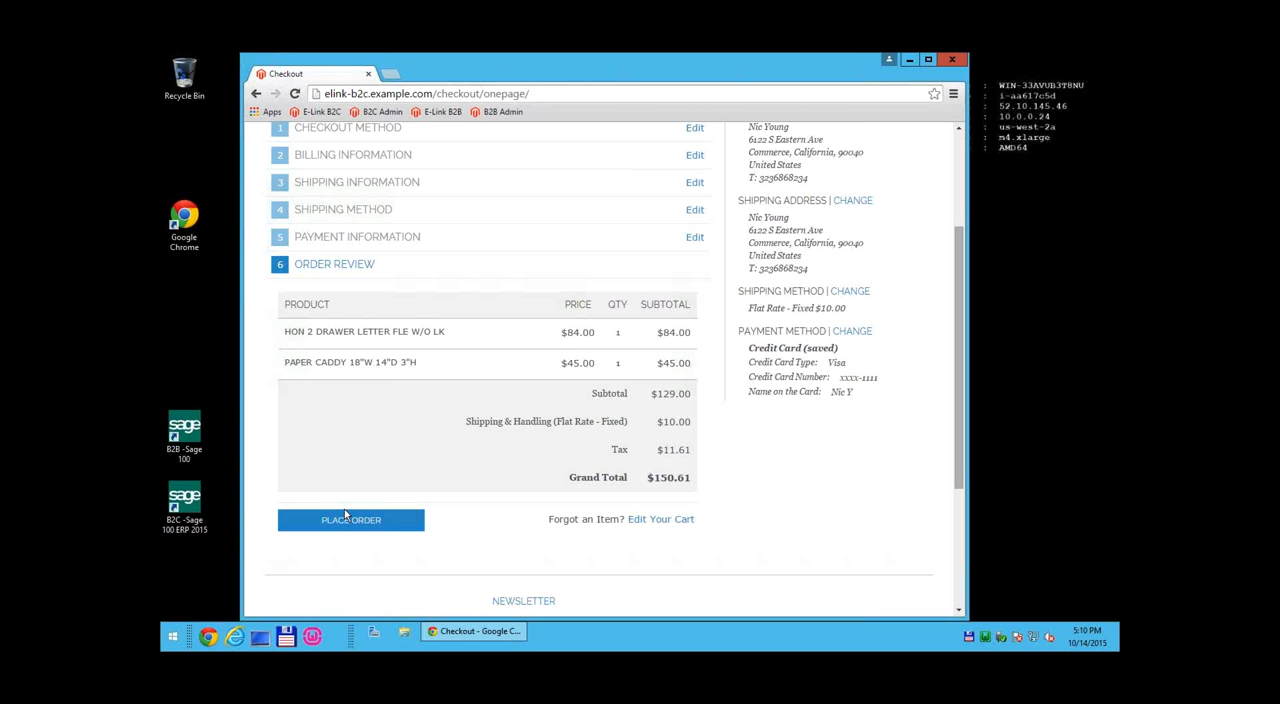 Recycle Bin
Google Chrome
sage
B2B -Sage 100
sage
B2C -Sage 100 ERP 2015
Checkout
elink-b2c.example.com/checkout/onepage/
Apps E-Link B2C B2C Admin E-Link B2B B2B Admin
1 CHECKOUT METHOD Edit
2 BILLING INFORMATION Edit
3 SHIPPING INFORMATION Edit
4 SHIPPING METHOD Edit
5 PAYMENT INFORMATION Edit
6 ORDER REVIEW
PRODUCT PRICE QTY SUBTOTAL
HON 2 DRAWER LETTER FLE W/O LK $84.00 1 $84.00
PAPER CADDY 18"W 14"D 3"H $45.00 1 $45.00
Subtotal $129.00
Shipping & Handling (Flat Rate - Fixed) $10.00
Tax $11.61
Grand Total $150.61
PLACE ORDER
Forgot an Item? Edit Your Cart
NEWSLETTER
Nic Young
6122 S Eastern Ave
Commerce, California, 90040
United States
T: 3236868234
SHIPPING ADDRESS | CHANGE
Nic Young
6122 S Eastern Ave
Commerce, California, 90040
United States
T: 3236868234
SHIPPING METHOD | CHANGE
Flat Rate - Fixed $10.00
PAYMENT METHOD | CHANGE
Credit Card (saved)
Credit Card Type: Visa
Credit Card Number: xxxx-1111
Name on the Card: Nic Y
: WIN-33AVUB3T8NU
: i-aa617c5d
: 52.10.145.46
: 10.0.0.24
: us-west-2a
: m4.xlarge
: AMD64
Checkout - Google C...
5:10 PM
10/14/2015